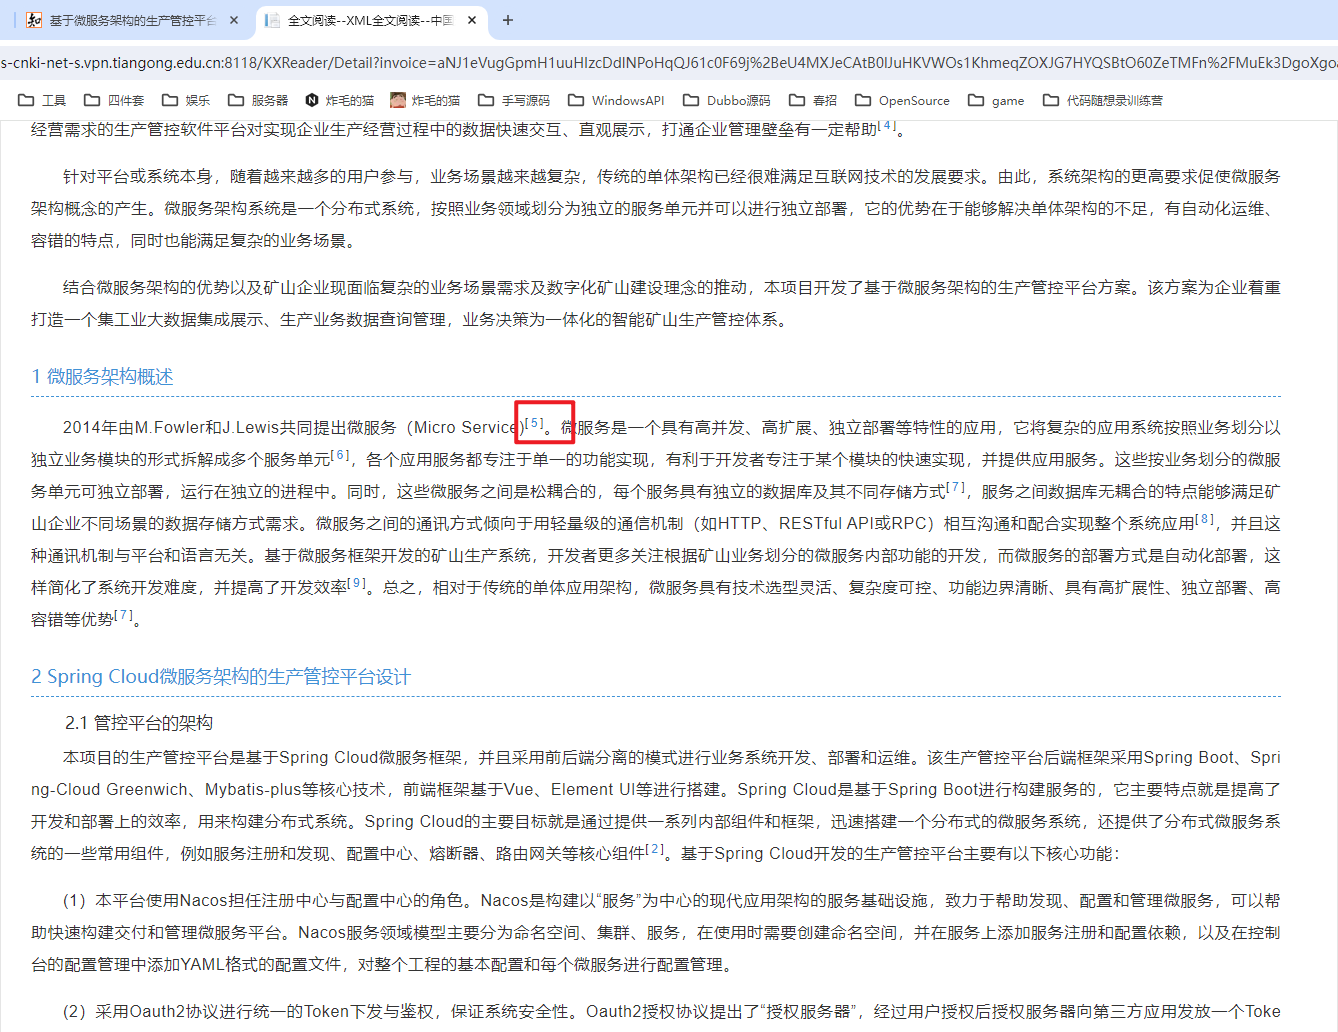 基于微服务架构的生产管控平台
全文阅读--XML全文阅读--中国
s-cnki-net-s.vpn.tiangong.edu.cn:8118/KXReader/Detail?invoice=
工具 四件套 娱乐 服务器 炸毛的猫 炸毛的猫 手写源码 WindowsAPI Dubbo源码 春招 OpenSource game 代码随想录训练营
经营需求的生产管控软件平台对实现企业生产经营过程中的数据快速交互、直观展示，打通企业管理壁垒有一定帮助[4]。
针对平台或系统本身，随着越来越多的用户参与，业务场景越来越复杂，传统的单体架构已经很难满足互联网技术的发展要求。由此，系统架构的更高要求促使微服务
架构概念的产生。微服务架构系统是一个分布式系统，按照业务领域划分为独立的服务单元并可以进行独立部署，它的优势在于能够解决单体架构的不足，有自动化运维、
容错的特点，同时也能满足复杂的业务场景。
结合微服务架构的优势以及矿山企业现面临复杂的业务场景需求及数字化矿山建设理念的推动，本项目开发了基于微服务架构的生产管控平台方案。该方案为企业着重
打造一个集工业大数据集成展示、生产业务数据查询管理，业务决策为一体化的智能矿山生产管控体系。
1 微服务架构概述
2014年由M.Fowler和J.Lewis共同提出微服务（Micro Service)[5]。微服务是一个具有高并发、高扩展、独立部署等特性的应用，它将复杂的应用系统按照业务划分以
独立业务模块的形式拆解成多个服务单元[6]，各个应用服务都专注于单一的功能实现，有利于开发者专注于某个模块的快速实现，并提供应用服务。这些按业务划分的微服
务单元可独立部署，运行在独立的进程中。同时，这些微服务之间是松耦合的，每个服务具有独立的数据库及其不同存储方式[7]，服务之间数据库无耦合的特点能够满足矿
山企业不同场景的数据存储方式需求。微服务之间的通讯方式倾向于用轻量级的通信机制（如HTTP、RESTful API或RPC）相互沟通和配合实现整个系统应用[8]，并且这
种通讯机制与平台和语言无关。基于微服务框架开发的矿山生产系统，开发者更多关注根据矿山业务划分的微服务内部功能的开发，而微服务的部署方式是自动化部署，这
样简化了系统开发难度，并提高了开发效率[9]。总之，相对于传统的单体应用架构，微服务具有技术选型灵活、复杂度可控、功能边界清晰、具有高扩展性、独立部署、高
容错等优势[7]。
2 Spring Cloud微服务架构的生产管控平台设计
2.1 管控平台的架构
本项目的生产管控平台是基于Spring Cloud微服务框架，并且采用前后端分离的模式进行业务系统开发、部署和运维。该生产管控平台后端框架采用Spring Boot、Spri
ng-Cloud Greenwich、Mybatis-plus等核心技术，前端框架基于Vue、Element UI等进行搭建。Spring Cloud是基于Spring Boot进行构建服务的，它主要特点就是提高了
开发和部署上的效率，用来构建分布式系统。Spring Cloud的主要目标就是通过提供一系列内部组件和框架，迅速搭建一个分布式的微服务系统，还提供了分布式微服务系
统的一些常用组件，例如服务注册和发现、配置中心、熔断器、路由网关等核心组件[2]。基于Spring Cloud开发的生产管控平台主要有以下核心功能：
（1）本平台使用Nacos担任注册中心与配置中心的角色。Nacos是构建以“服务”为中心的现代应用架构的服务基础设施，致力于帮助发现、配置和管理微服务，可以帮
助快速构建交付和管理微服务平台。Nacos服务领域模型主要分为命名空间、集群、服务，在使用时需要创建命名空间，并在服务上添加服务注册和配置依赖，以及在控制
台的配置管理中添加YAML格式的配置文件，对整个工程的基本配置和每个微服务进行配置管理。
（2）采用Oauth2协议进行统一的Token下发与鉴权，保证系统安全性。Oauth2授权协议提出了“授权服务器”，经过用户授权后授权服务器向第三方应用发放一个Toke